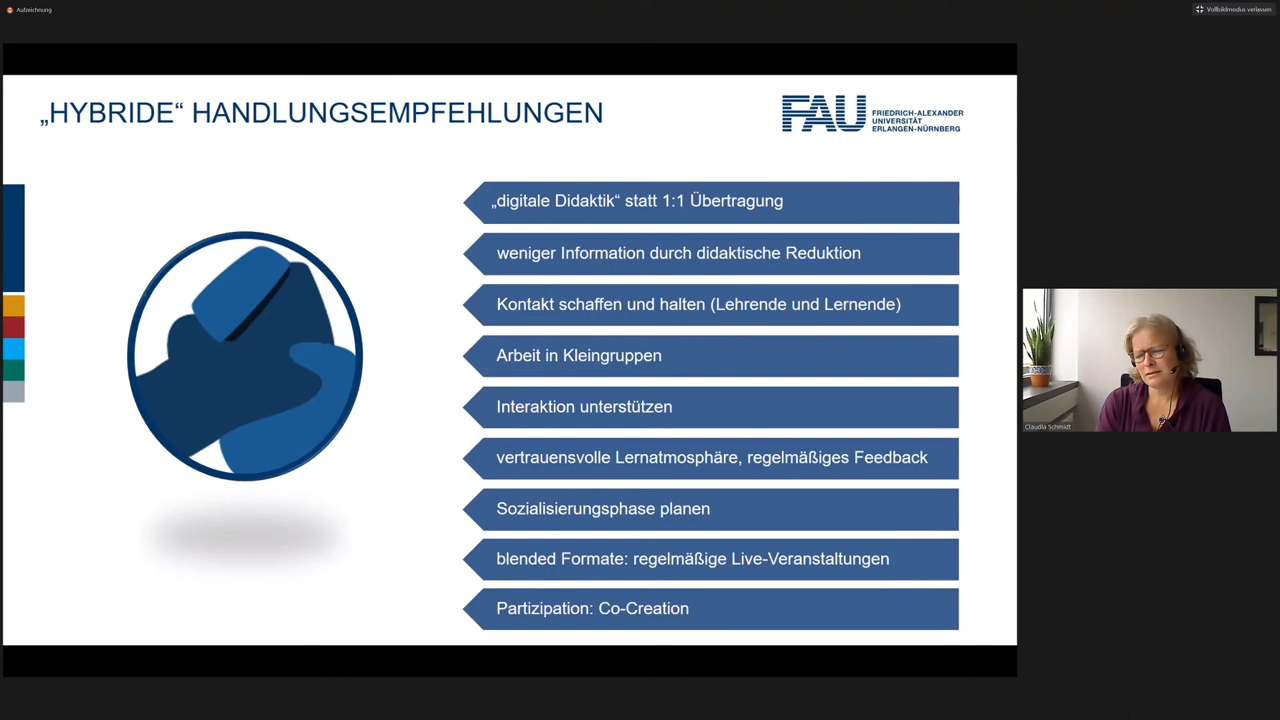 Aufzeichnung
Vollbildmodus verlassen
„HYBRIDE“ HANDLUNGSEMPFEHLUNGEN
FAU
FRIEDRICH-ALEXANDER
UNIVERSITÄT
ERLANGEN-NÜRNBERG
„digitale Didaktik“ statt 1:1 Übertragung
weniger Information durch didaktische Reduktion
Kontakt schaffen und halten (Lehrende und Lernende)
Arbeit in Kleingruppen
Interaktion unterstützen
vertrauensvolle Lernatmosphäre, regelmäßiges Feedback
Sozialisierungsphase planen
blended Formate: regelmäßige Live-Veranstaltungen
Partizipation: Co-Creation
Claudia Schmidt